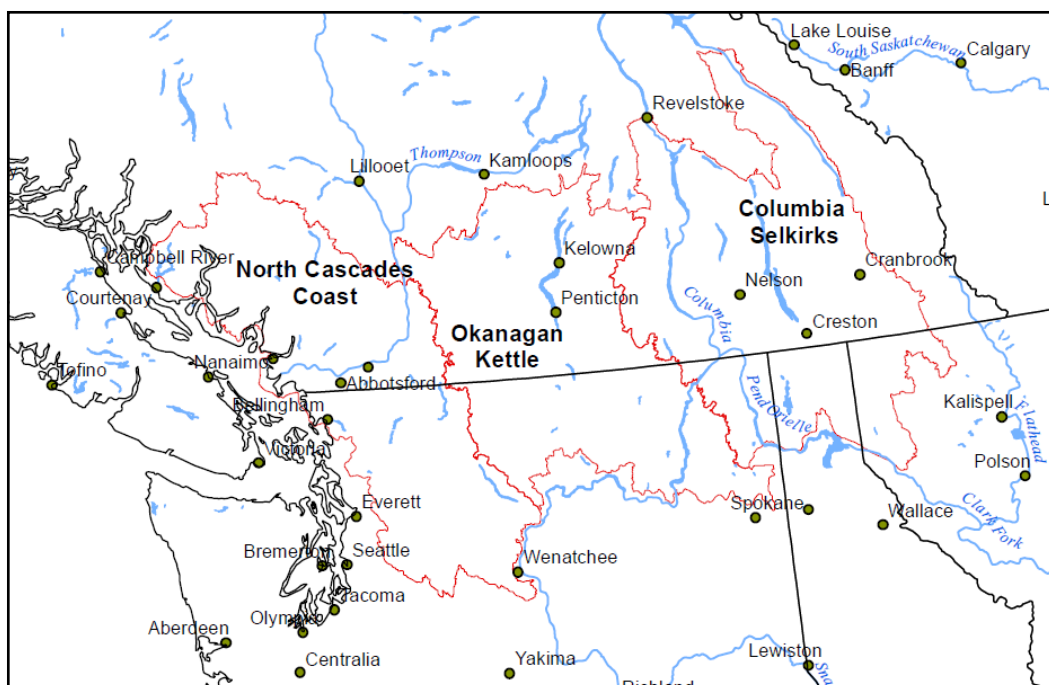 Lake Louise
South Saskatchewan
Calgary
Banff
Revelstoke
Thompson
Kamloops
Lillooet
Columbia
Selkirks
Kelowna
Campbell River
North Cascades
Coast
Cranbrook
Nelson
Courtenay
Penticton
Columbia
Creston
Okanagan
Kettle
Nanaimo
Tofino
Abbotsford
Pend Orielle
Bellingham
Kalispell
Flathead
Victoria
Polson
Everett
Spokane
Wallace
Clark Fork
Bremerton
Seattle
Wenatchee
Tacoma
Olympia
Aberdeen
Centralia
Yakima
Lewiston